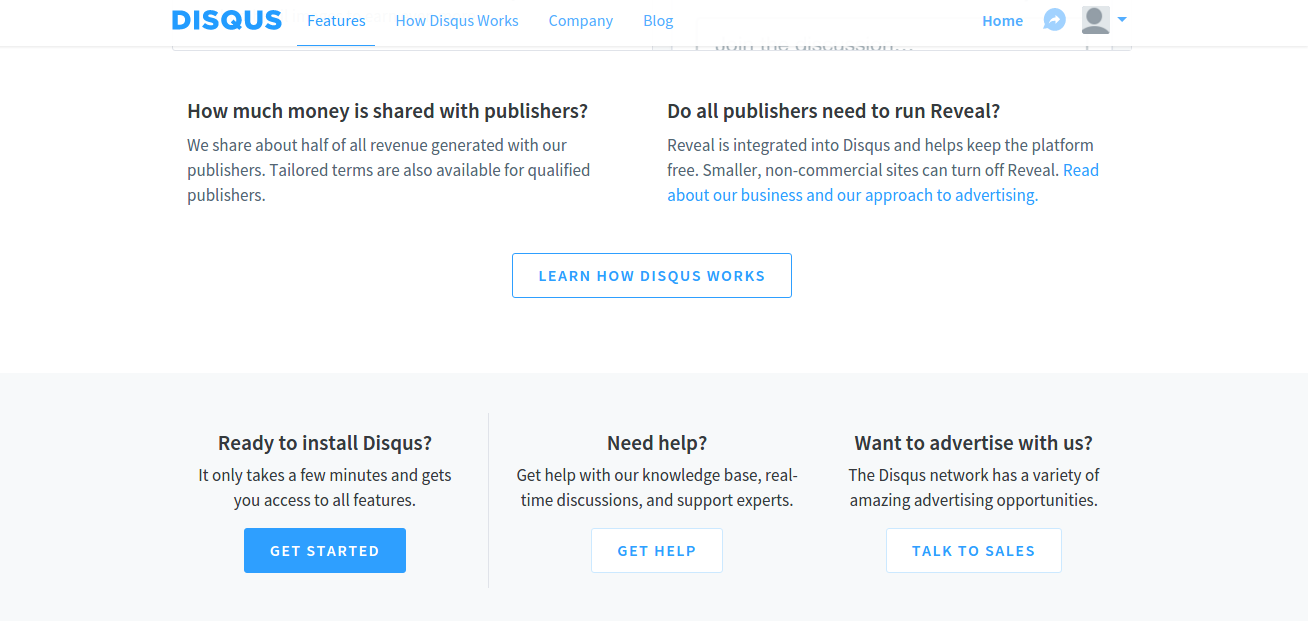 DISQUS Features How Disqus Works Company Blog Home
Join the discussion...
How much money is shared with publishers?
We share about half of all revenue generated with our
publishers. Tailored terms are also available for qualified
publishers.
Do all publishers need to run Reveal?
Reveal is integrated into Disqus and helps keep the platform
free. Smaller, non-commercial sites can turn off Reveal. Read
about our business and our approach to advertising.
LEARN HOW DISQUS WORKS
Ready to install Disqus?
It only takes a few minutes and gets
you access to all features.
GET STARTED
Need help?
Get help with our knowledge base, real-
time discussions, and support experts.
GET HELP
Want to advertise with us?
The Disqus network has a variety of
amazing advertising opportunities.
TALK TO SALES